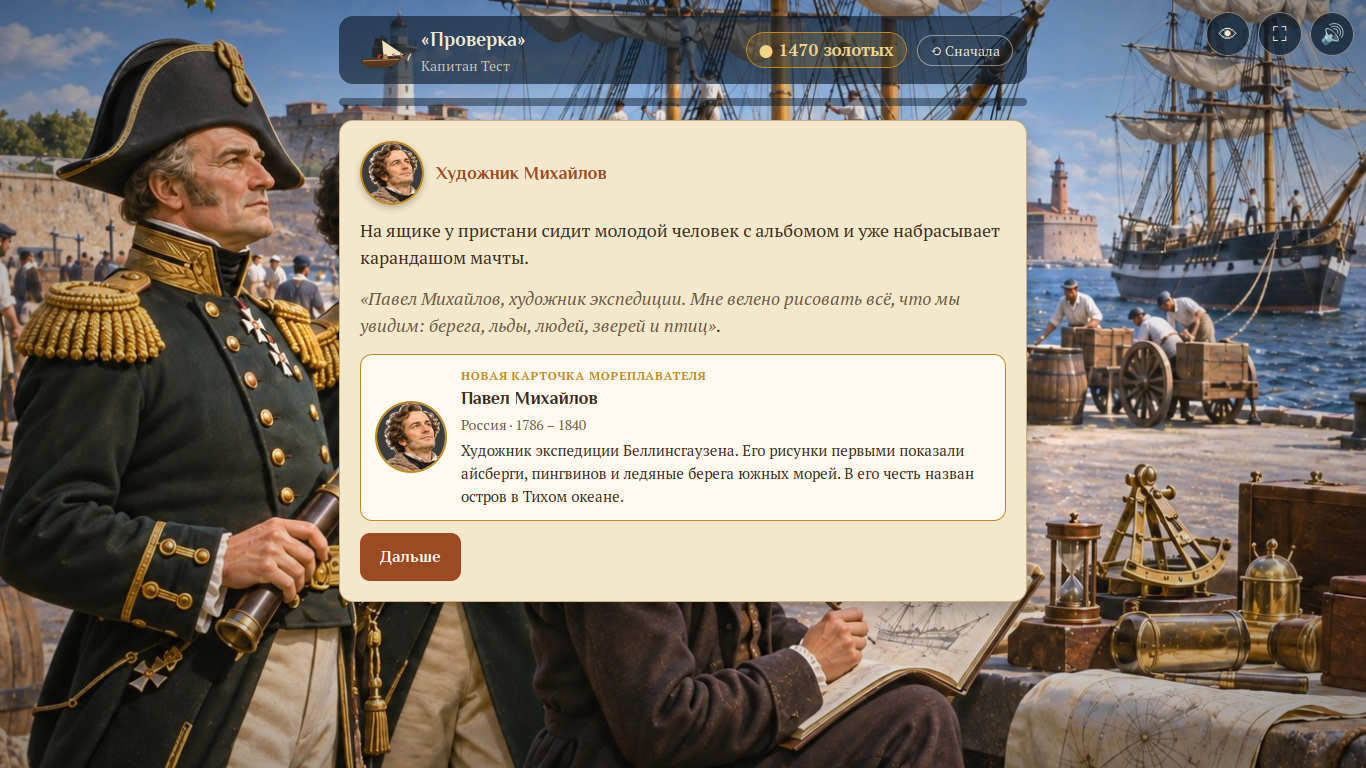 «Проверка»
Капитан Тест
1470 золотых
⟲ Сначала
Художник Михайлов
На ящике у пристани сидит молодой человек с альбомом и уже набрасывает
карандашом мачты.
«Павел Михайлов, художник экспедиции. Мне велено рисовать всё, что мы
увидим: берега, льды, людей, зверей и птиц».
НОВАЯ КАРТОЧКА МОРЕПЛАВАТЕЛЯ
Павел Михайлов
Россия · 1786 – 1840
Художник экспедиции Беллинсгаузена. Его рисунки первыми показали
айсберги, пингвинов и ледяные берега южных морей. В его честь назван
остров в Тихом океане.
Дальше